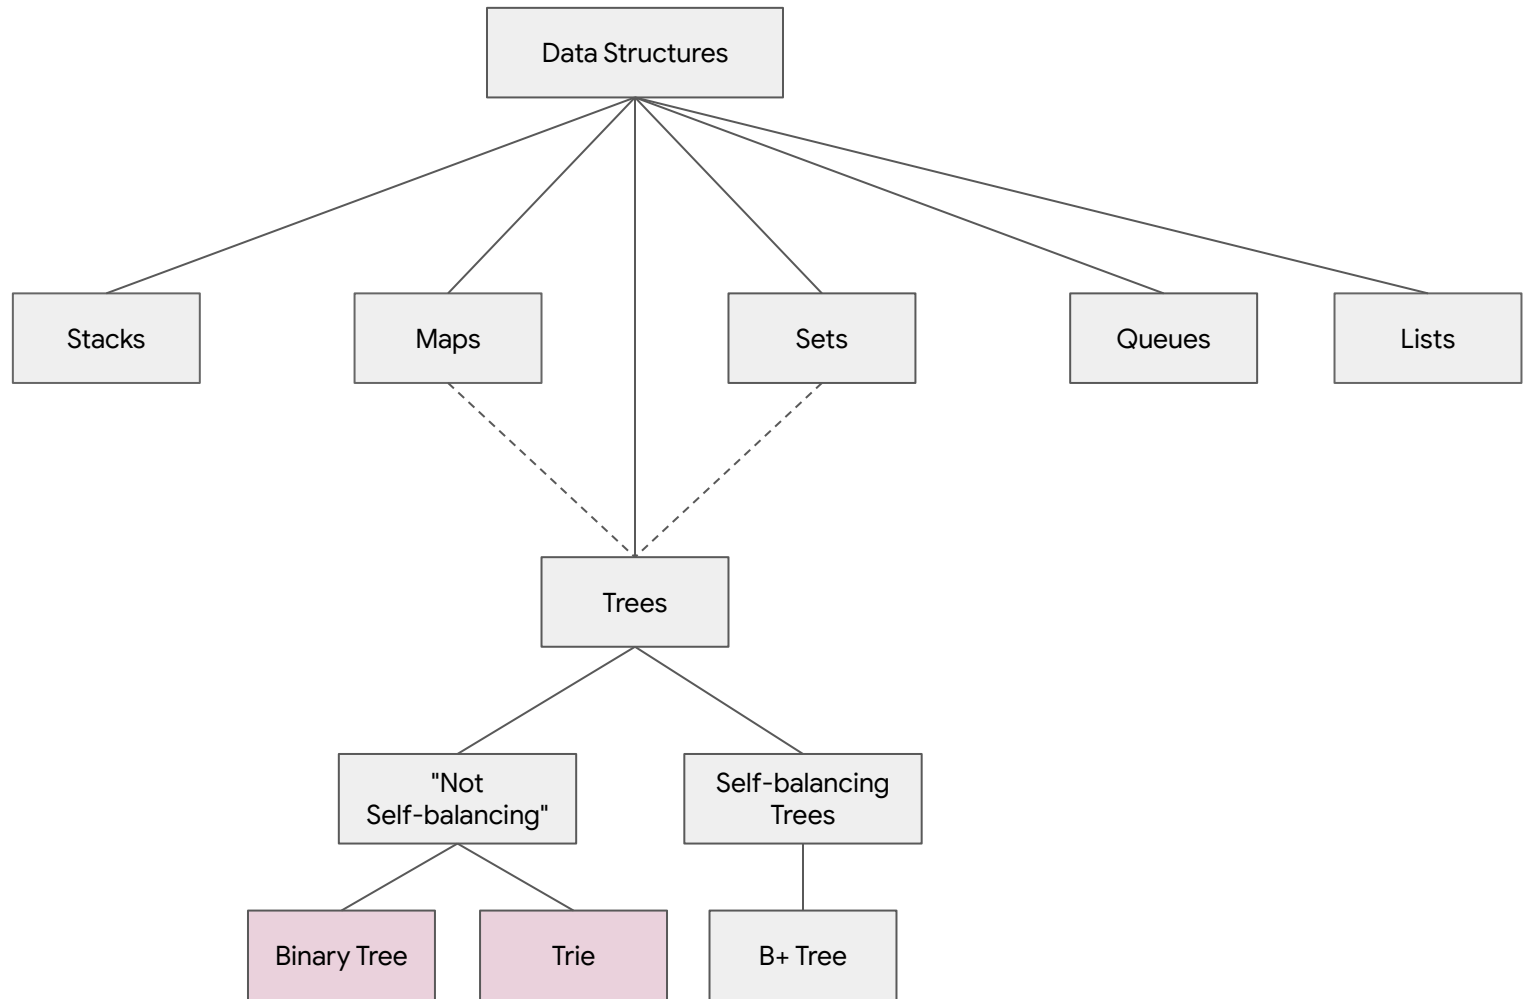 Data Structures
Stacks
Maps
Sets
Queues
Lists
Trees
"Not
Self-balancing"
Self-balancing
Trees
Binary Tree
Trie
B+ Tree